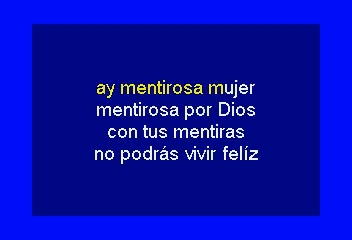 ay mentirosa mujer
mentirosa por Dios
con tus mentiras
no podrás vivir felíz